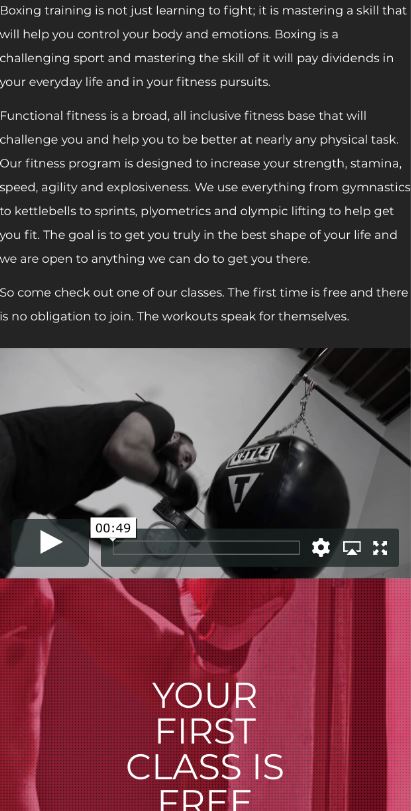 Boxing training is not just learning to fight; it is mastering a skill that
will help you control your body and emotions. Boxing is a
challenging sport and mastering the skill of it will pay dividends in
your everyday life and in your fitness pursuits.
Functional fitness is a broad, all inclusive fitness base that will
challenge you and help you to be better at nearly any physical task.
Our fitness program is designed to increase your strength, stamina,
speed, agility and explosiveness. We use everything from gymnastics
to kettlebells to sprints, plyometrics and olympic lifting to help get
you fit. The goal is to get you truly in the best shape of your life and
we are open to anything we can do to get you there.
So come check out one of our classes. The first time is free and there
is no obligation to join. The workouts speak for themselves.
TITLE
T
00:49
YOUR
FIRST
CLASS IS
FREE